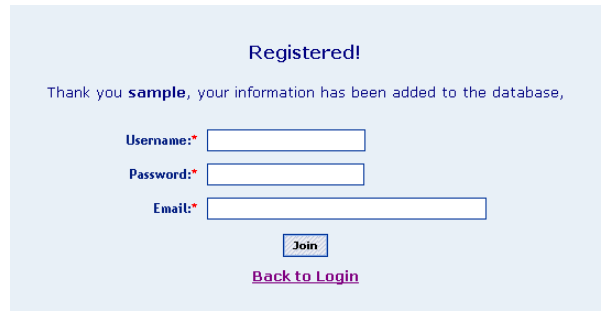 Registered!
Thank you sample, your information has been added to the database,
Username:*
Password:*
Email:*
Join
Back to Login